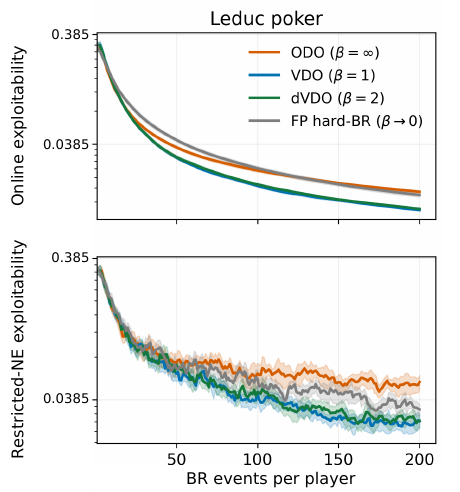 Leduc poker
Online exploitability
0.385
0.0385
ODO (β = ∞)
VDO (β = 1)
dVDO (β = 2)
FP hard-BR (β → 0)
Restricted-NE exploitability
0.385
0.0385
50 100 150 200
BR events per player